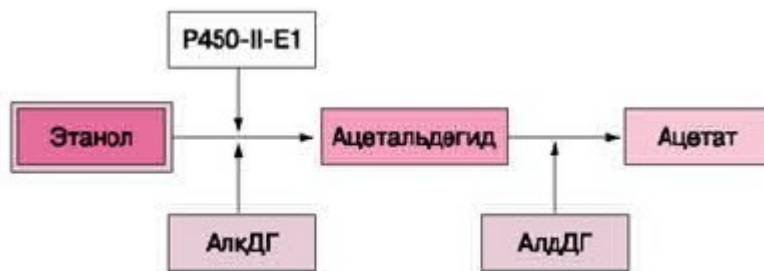 P450-II-E1
Этанол
Ацетальдегид
Ацетат
АлкДГ
АлдДГ